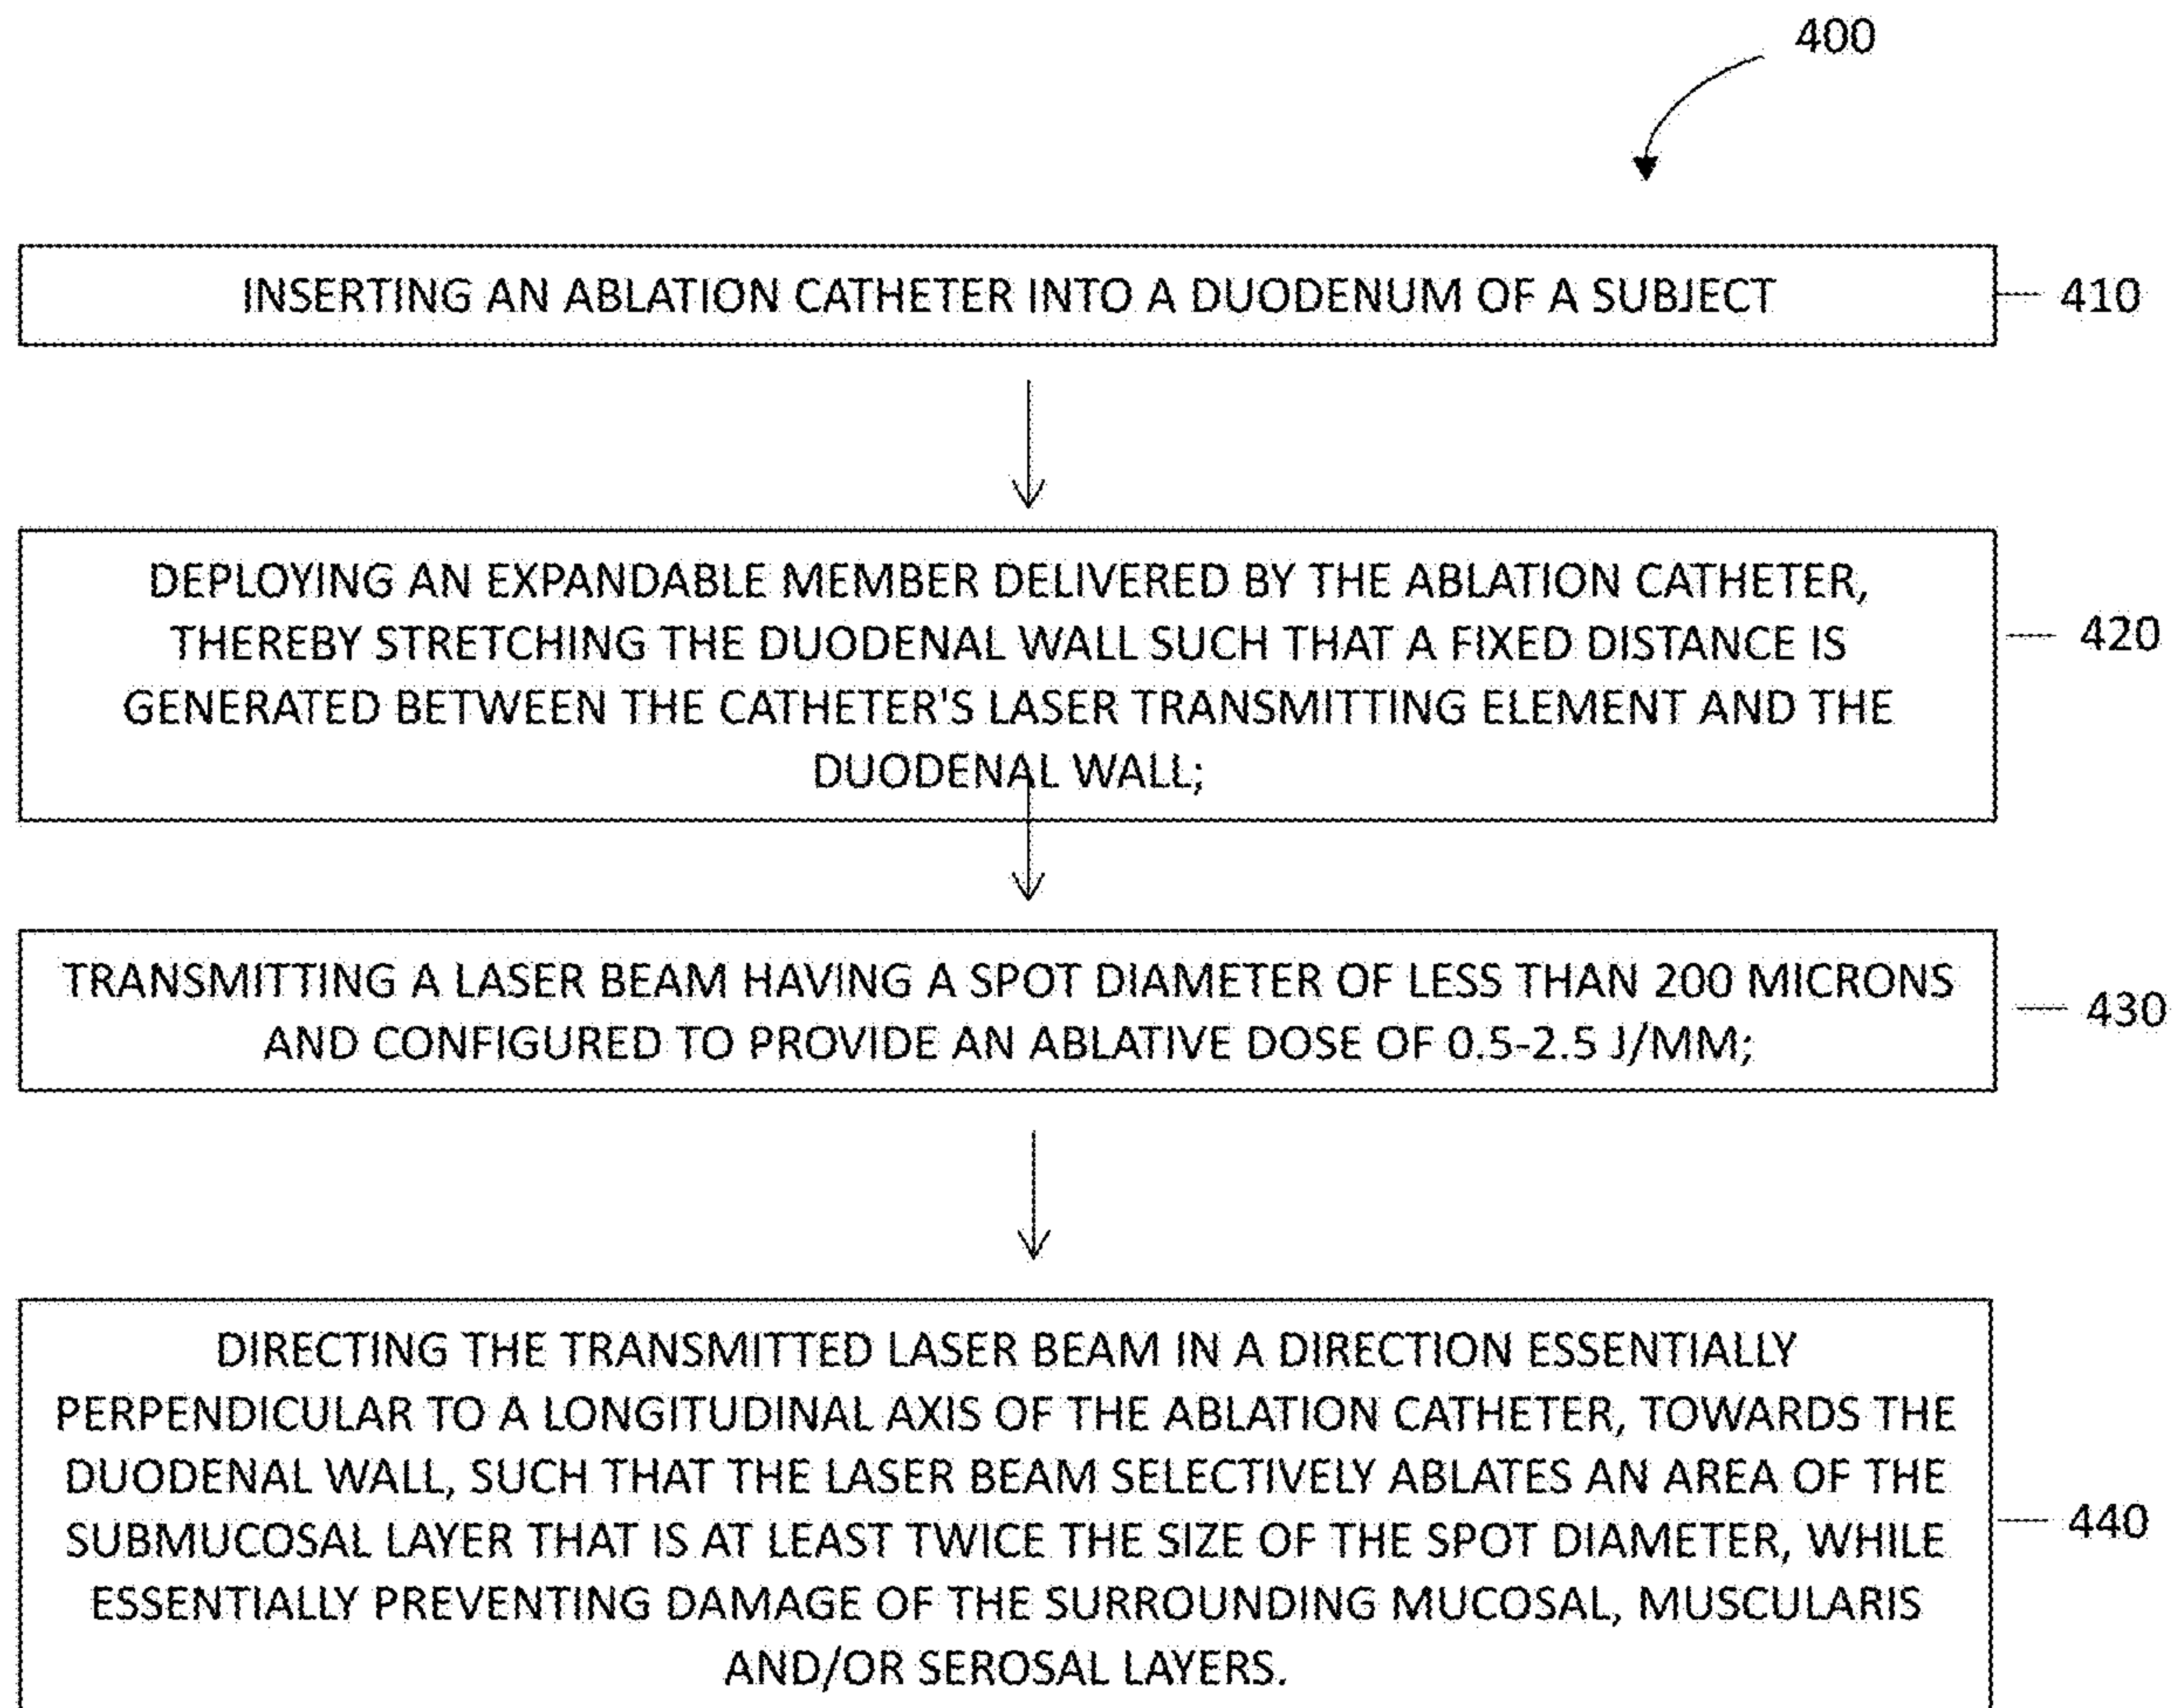 400
INSERTING AN ABLATION CATHETER INTO A DUODENUM OF A SUBJECT
410
DEPLOYING AN EXPANDABLE MEMBER DELIVERED BY THE ABLATION CATHETER,
THEREBY STRETCHING THE DUODENAL WALL SUCH THAT A FIXED DISTANCE IS
GENERATED BETWEEN THE CATHETER'S LASER TRANSMITTING ELEMENT AND THE
DUODENAL WALL;
420
TRANSMITTING A LASER BEAM HAVING A SPOT DIAMETER OF LESS THAN 200 MICRONS
AND CONFIGURED TO PROVIDE AN ABLATIVE DOSE OF 0.5-2.5 J/MM;
430
DIRECTING THE TRANSMITTED LASER BEAM IN A DIRECTION ESSENTIALLY
PERPENDICULAR TO A LONGITUDINAL AXIS OF THE ABLATION CATHETER, TOWARDS THE
DUODENAL WALL, SUCH THAT THE LASER BEAM SELECTIVELY ABLATES AN AREA OF THE
SUBMUCOSAL LAYER THAT IS AT LEAST TWICE THE SIZE OF THE SPOT DIAMETER, WHILE
ESSENTIALLY PREVENTING DAMAGE OF THE SURROUNDING MUCOSAL, MUSCULARIS
AND/OR SEROSAL LAYERS.
440